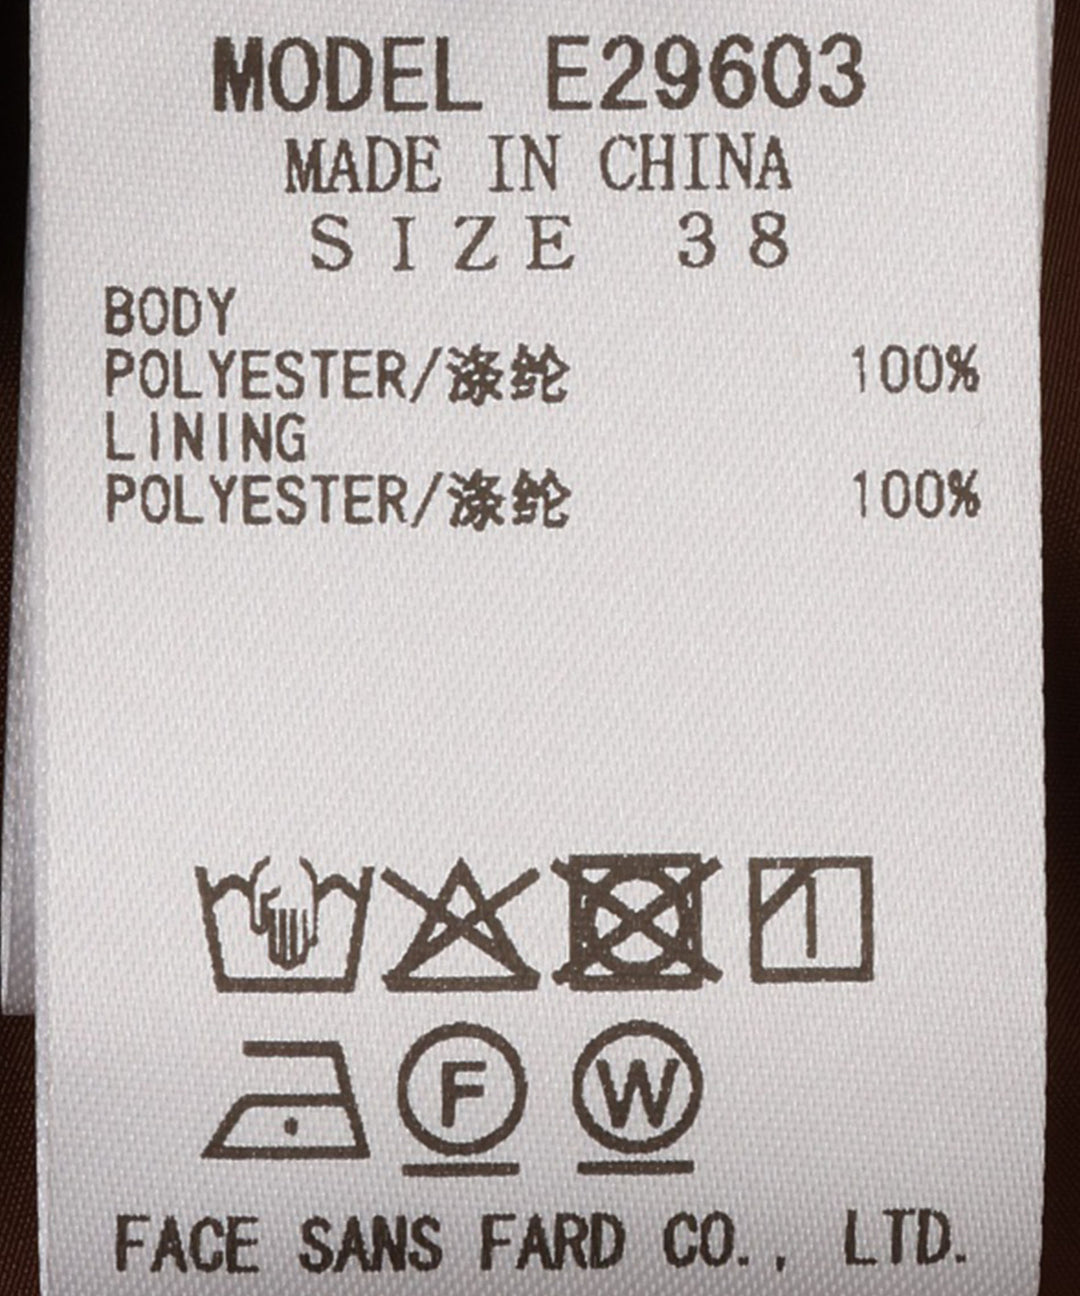 MODEL E29603
MADE IN CHINA
SIZE 38
BODY
POLYESTER/涤纶 100%
LINING
POLYESTER/涤纶 100%
F W
FACE SANS FARD CO., LTD.